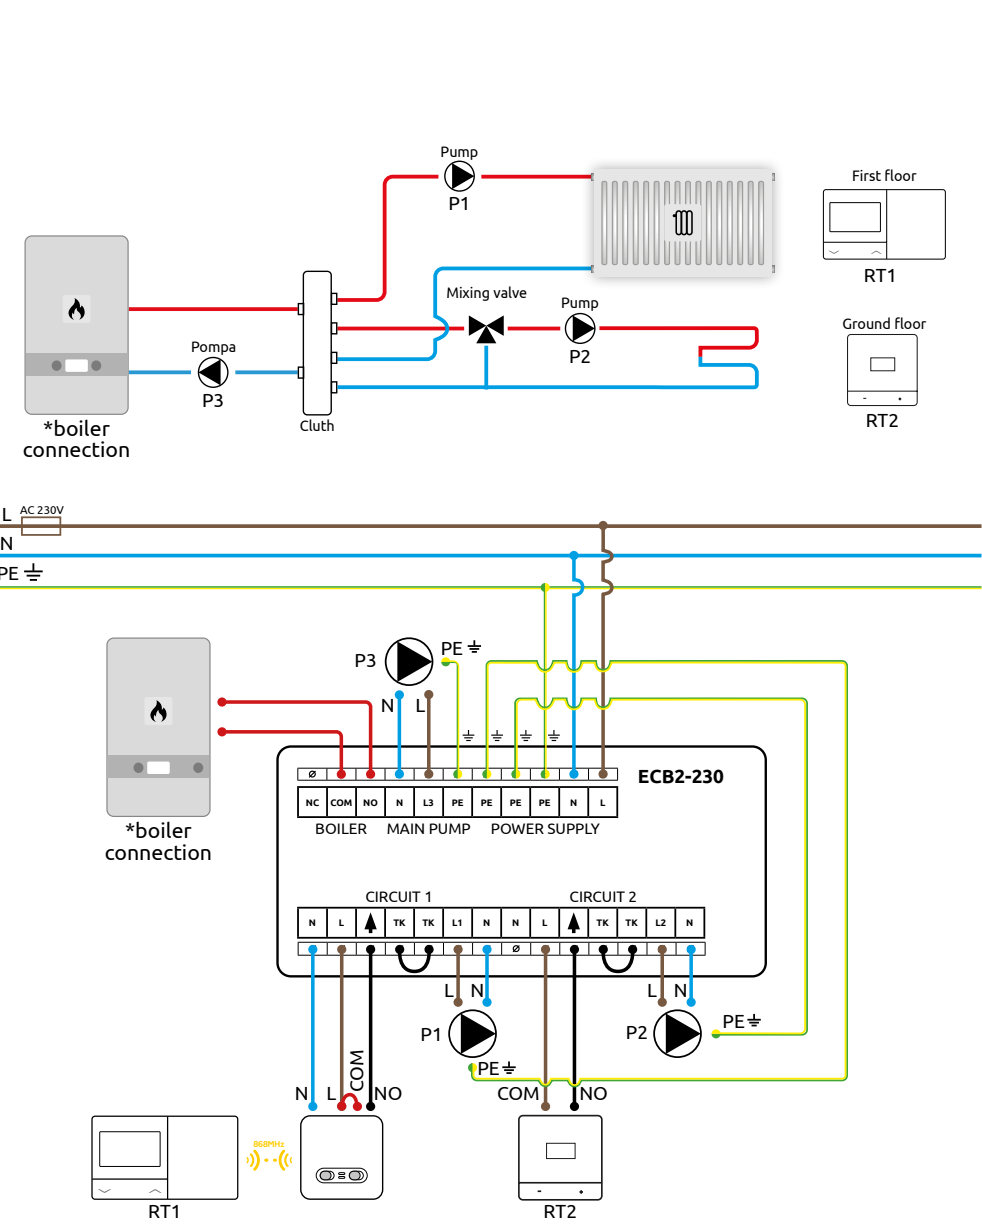 Pump
P1
First floor
RT1
Mixing valve
Pump
P2
Ground floor
RT2
Pompa
P3
Cluth
*boiler
connection
L AC 230V
N
PE
P3
PE
N L
*boiler
connection
ECB2-230
Ø
NC COM NO N L3 PE PE PE PE N L
BOILER MAIN PUMP POWER SUPPLY
CIRCUIT 1 CIRCUIT 2
N L TK TK L1 N N L TK TK L2 N
Ø
L N L N
P1 P2 PE
PE
COM
N L NO COM NO
868MHz
RT1 RT2